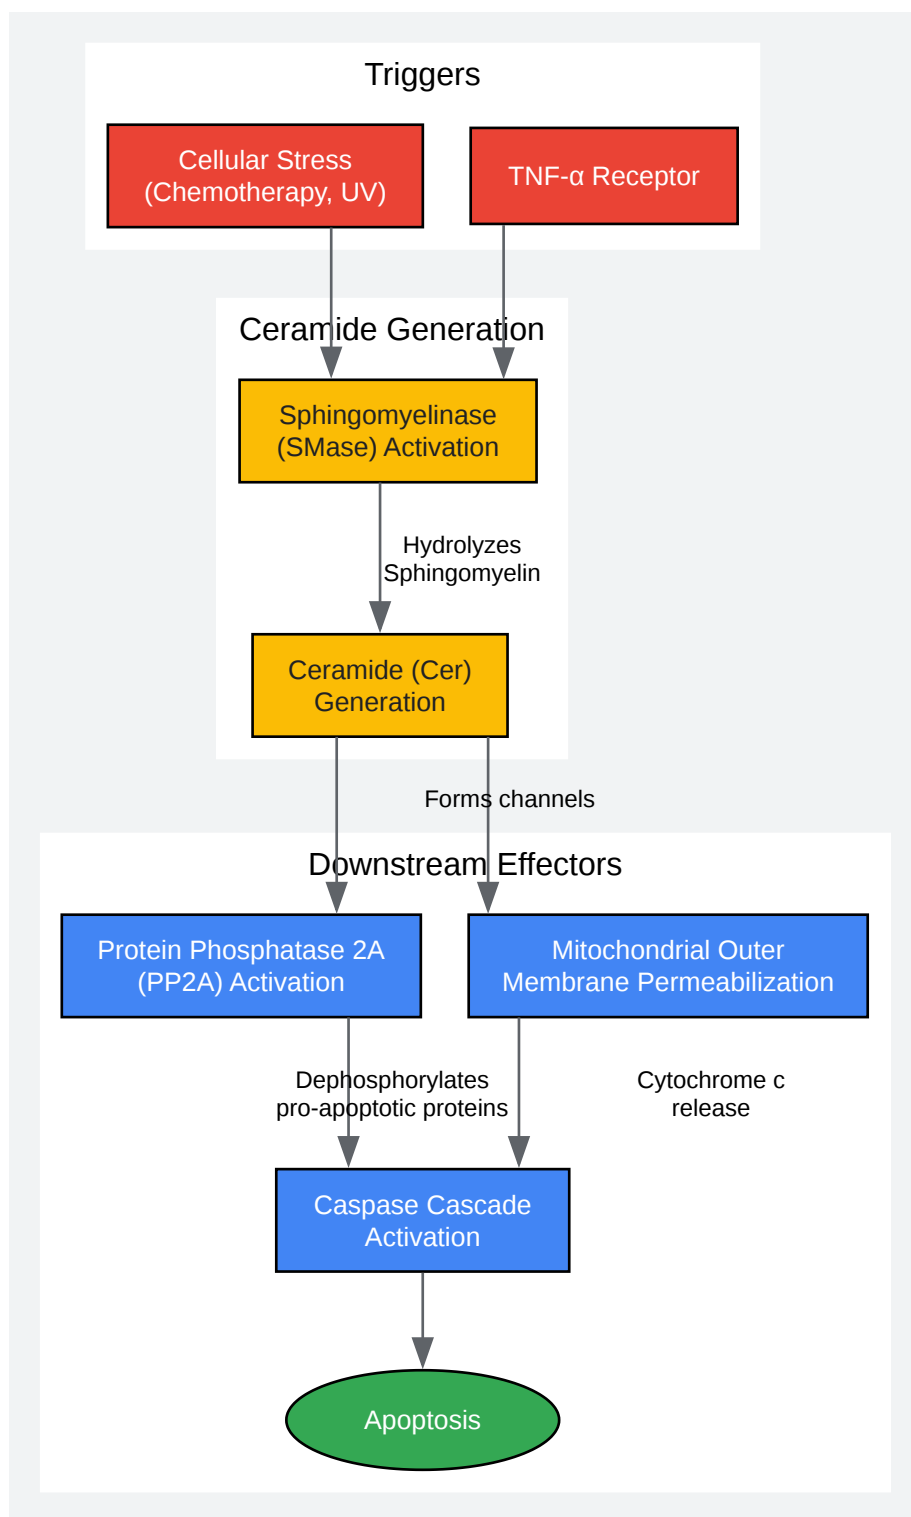 Triggers
Cellular Stress
(Chemotherapy, UV)
TNF-α Receptor
Ceramide Generation
Sphingomyelinase
(SMase) Activation
Hydrolyzes
Sphingomyelin
Ceramide (Cer)
Generation
Forms channels
Downstream Effectors
Protein Phosphatase 2A
(PP2A) Activation
Mitochondrial Outer
Membrane Permeabilization
Dephosphorylates
pro-apoptotic proteins
Cytochrome c
release
Caspase Cascade
Activation
Apoptosis